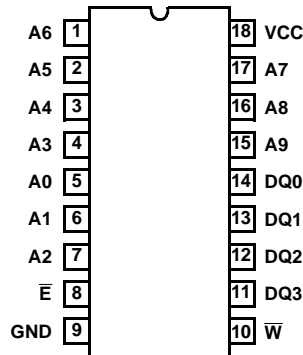 A6 1 18 VCC
A5 2 17 A7
A4 3 16 A8
A3 4 15 A9
A0 5 14 DQ0
A1 6 13 DQ1
A2 7 12 DQ2
E̅ 8 11 DQ3
GND 9 10 W̅